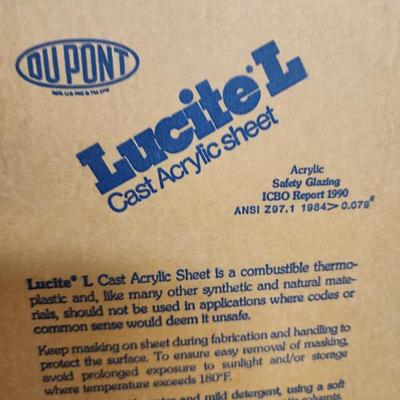 DU PONT
REG. U.S. PAT & TM OFF.
Lucite® L
Cast Acrylic sheet
Acrylic
Safety Glazing
ICBO Report 1990
ANSI Z97.1 1984 > 0.079"
Lucite® L Cast Acrylic Sheet is a combustible thermo-
plastic and, like many other synthetic and natural mate-
rials, should not be used in applications where codes or
common sense would deem it unsafe.
Keep masking on sheet during fabrication and handling to
protect the surface. To ensure easy removal of masking,
avoid prolonged exposure to sunlight and/or storage
where temperature exceeds 180°F.
and mild detergent, using a soft
solvents